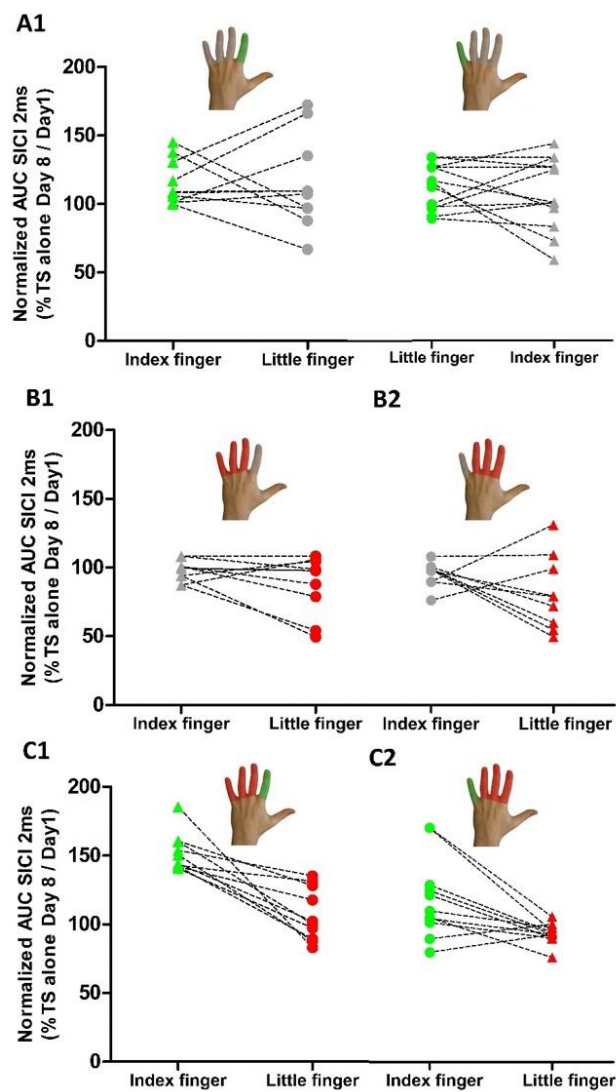 A1
Normalized AUC SICI 2ms
(%TS alone Day 8 / Day1)
200
150
100
50
0
Index finger Little finger Little finger Index finger
B1 B2
Normalized AUC SICI 2ms
(%TS alone Day 8 / Day1)
200
150
100
50
0
Index finger Little finger Index finger Little finger
C1 C2
Normalized AUC SICI 2ms
(%TS alone Day 8 / Day1)
200
150
100
50
0
Index finger Little finger Index finger Little finger